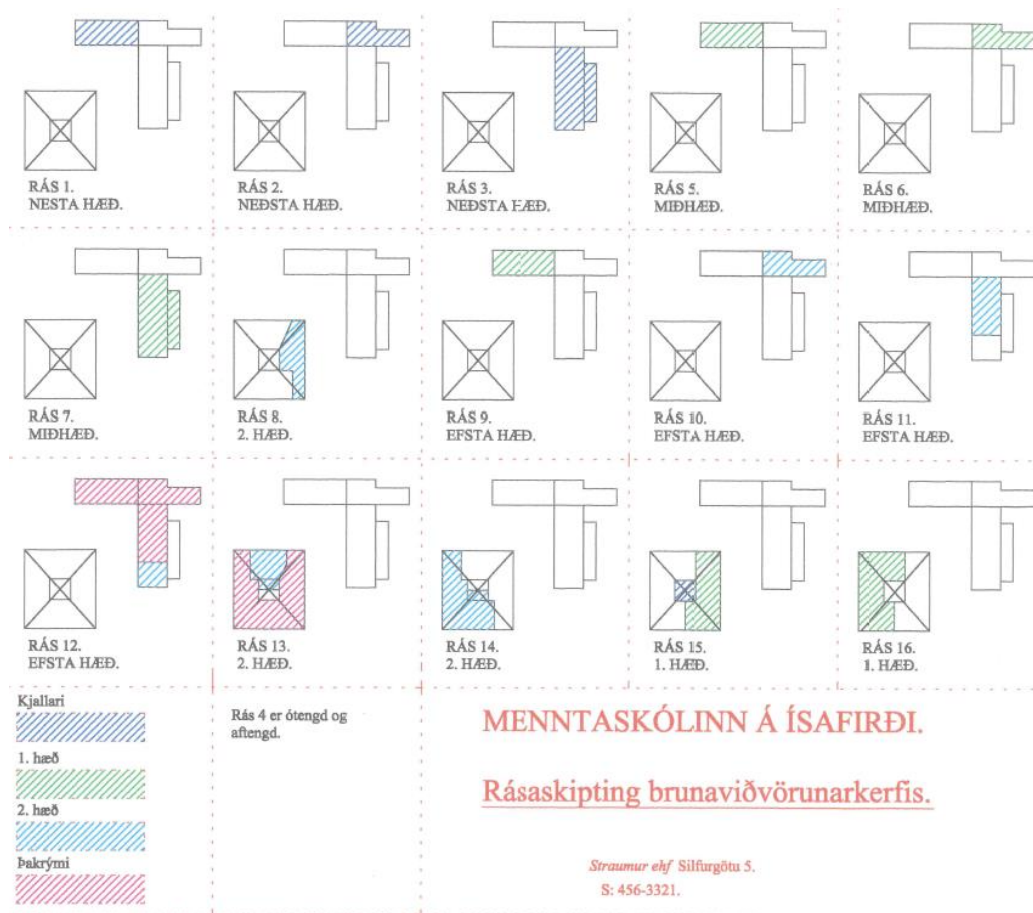 RÁS 1.
NESTA HÆÐ.
RÁS 2.
NEÐSTA HÆÐ.
RÁS 3.
NEÐSTA HÆÐ.
RÁS 5.
MIÐHÆÐ.
RÁS 6.
MIÐHÆÐ.
RÁS 7.
MIÐHÆÐ.
RÁS 8.
2. HÆÐ.
RÁS 9.
EFSTA HÆÐ.
RÁS 10.
EFSTA HÆÐ.
RÁS 11.
EFSTA HÆÐ.
RÁS 12.
EFSTA HÆÐ.
RÁS 13.
2. HÆÐ.
RÁS 14.
2. HÆÐ.
RÁS 15.
1. HÆÐ.
RÁS 16.
1. HÆÐ.
Kjallari
1. hæð
2. hæð
Þakrými
Rás 4 er ótengd og
aftengd.
MENNTASKÓLINN Á ÍSAFIRÐI.
Rásaskipting brunaviðvörunarkerfis.
Straumur ehf Silfurgötu 5.
S: 456-3321.